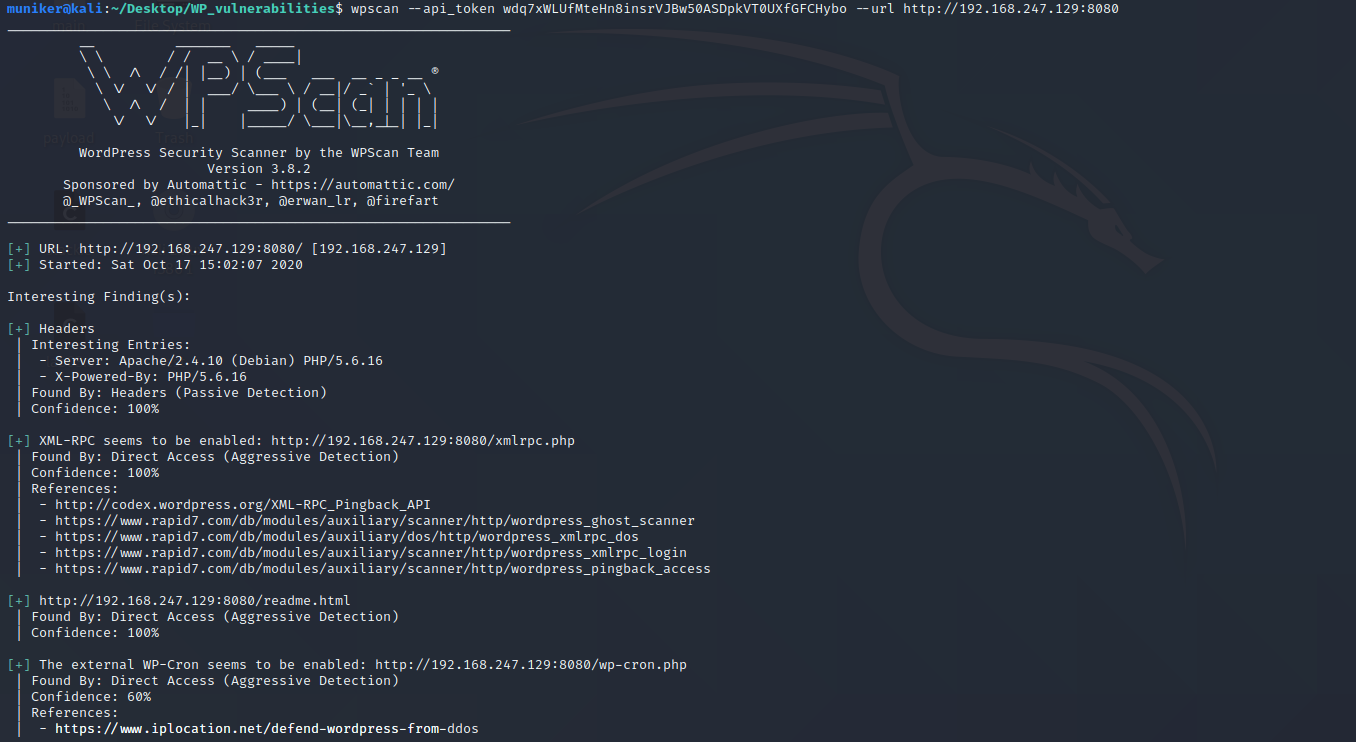 muniker@kali:~/Desktop/WP_vulnerabilities$ wpscan --api_token wdq7xWLUfMteHn8insrVJBw50ASDpkVT0UXfGFCHybo --url http://192.168.247.129:8080
WPScan ®
WordPress Security Scanner by the WPScan Team
Version 3.8.2
Sponsored by Automattic - https://automattic.com/
@_WPScan_, @ethicalhack3r, @erwan_lr, @firefart
[+] URL: http://192.168.247.129:8080/ [192.168.247.129]
[+] Started: Sat Oct 17 15:02:07 2020
Interesting Finding(s):
[+] Headers
| Interesting Entries:
| - Server: Apache/2.4.10 (Debian) PHP/5.6.16
| - X-Powered-By: PHP/5.6.16
| Found By: Headers (Passive Detection)
| Confidence: 100%
[+] XML-RPC seems to be enabled: http://192.168.247.129:8080/xmlrpc.php
| Found By: Direct Access (Aggressive Detection)
| Confidence: 100%
| References:
| - http://codex.wordpress.org/XML-RPC_Pingback_API
| - https://www.rapid7.com/db/modules/auxiliary/scanner/http/wordpress_ghost_scanner
| - https://www.rapid7.com/db/modules/auxiliary/dos/http/wordpress_xmlrpc_dos
| - https://www.rapid7.com/db/modules/auxiliary/scanner/http/wordpress_xmlrpc_login
| - https://www.rapid7.com/db/modules/auxiliary/scanner/http/wordpress_pingback_access
[+] http://192.168.247.129:8080/readme.html
| Found By: Direct Access (Aggressive Detection)
| Confidence: 100%
[+] The external WP-Cron seems to be enabled: http://192.168.247.129:8080/wp-cron.php
| Found By: Direct Access (Aggressive Detection)
| Confidence: 60%
| References:
| - https://www.iplocation.net/defend-wordpress-from-ddos